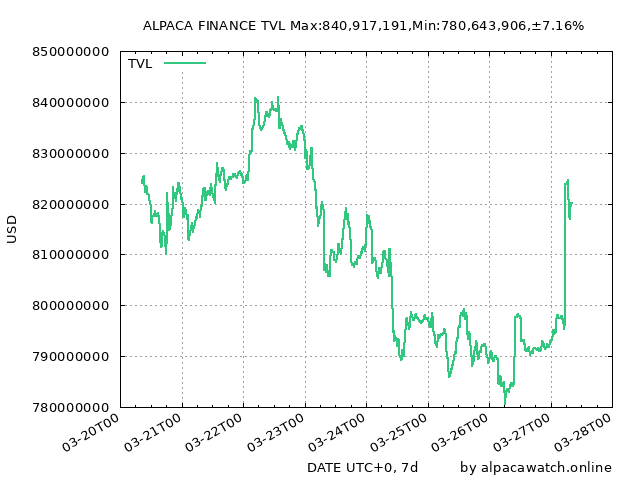 ALPACA FINANCE TVL Max:840,917,191,Min:780,643,906,±7.16%
850000000
TVL
840000000
830000000
820000000
USD
810000000
800000000
790000000
780000000
03-20T00 03-21T00 03-22T00 03-23T00 03-24T00 03-25T00 03-26T00 03-27T00 03-28T00
DATE UTC+0, 7d by alpacawatch.online